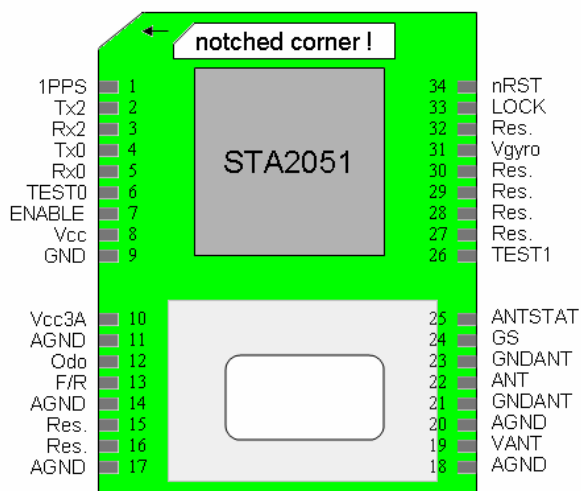 notched corner !
STA2051
1PPS 1
Tx2 2
Rx2 3
Tx0 4
Rx0 5
TEST0 6
ENABLE 7
Vcc 8
GND 9
Vcc3A 10
AGND 11
Odo 12
F/R 13
AGND 14
Res. 15
Res. 16
AGND 17
34 nRST
33 LOCK
32 Res.
31 Vgyro
30 Res.
29 Res.
28 Res.
27 Res.
26 TEST1
25 ANTSTAT
24 GS
23 GNDANT
22 ANT
21 GNDANT
20 AGND
19 VANT
18 AGND